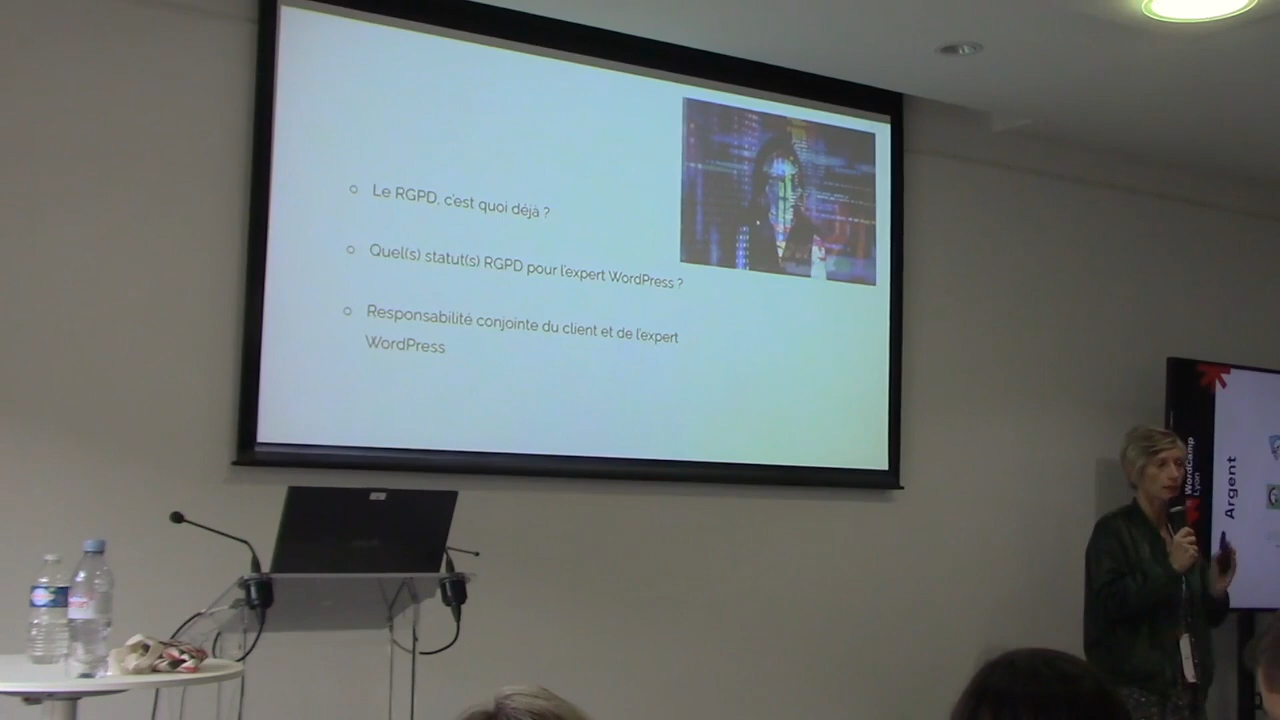 Le RGPD, c'est quoi déjà ?
Quel(s) statut(s) RGPD pour l'expert WordPress ?
Responsabilité conjointe du client et de l'expert
WordPress
WordCamp
Lyon
Argent